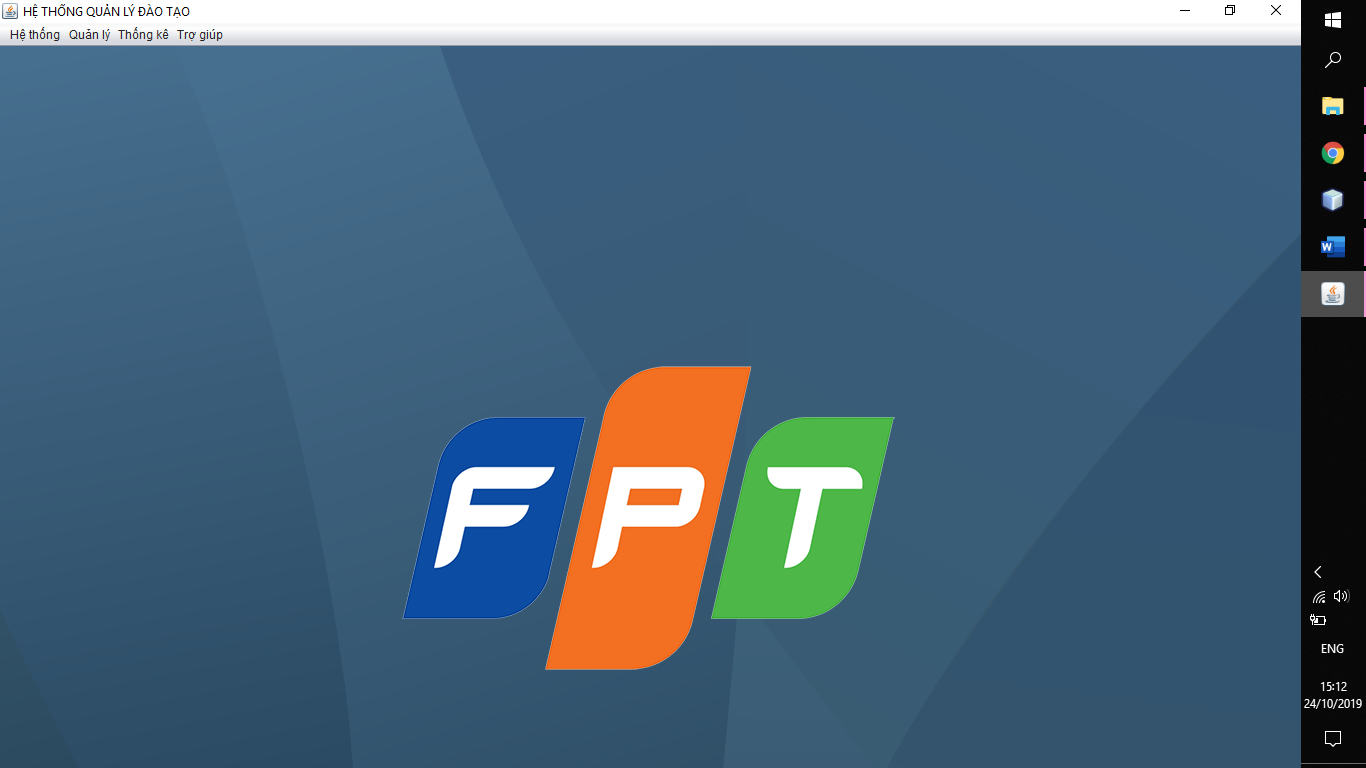 HỆ THỐNG QUẢN LÝ ĐÀO TẠO
Hệ thống Quản lý Thống kê Trợ giúp
FPT
ENG
15:12
24/10/2019